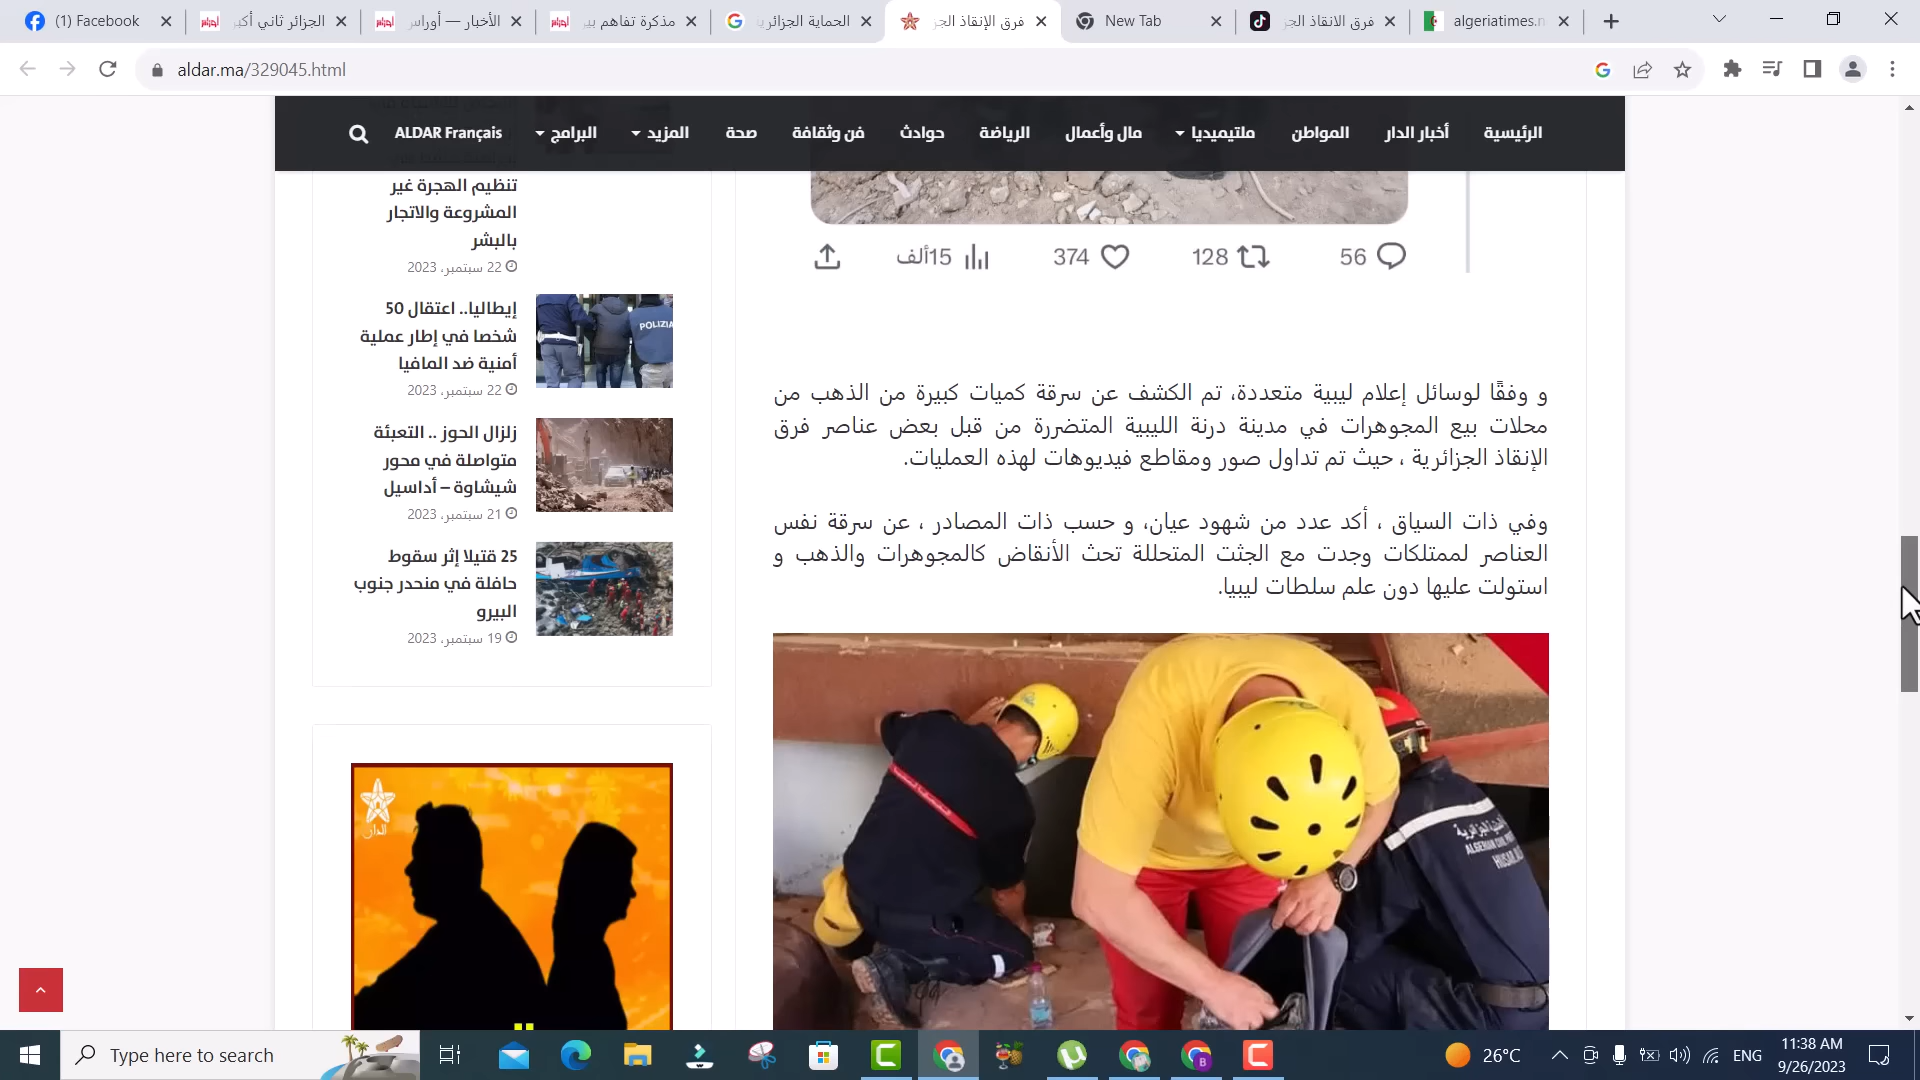 (1) Facebook
الجزائر ثاني أكبر
الأخبار — أوراس
مذكرة تفاهم بين
الحماية الجزائرية
فرق الإنقاذ الجز
New Tab
فرق الانقاذ الجز
algeriatimes.n
aldar.ma/329045.html
الرئيسية
أخبار الدار
المواطن
ملتيميديا
مال وأعمال
الرياضة
حوادث
فن وثقافة
صحة
المزيد
البرامج
ALDAR Français
56
128
374
15ألف
و وفقًا لوسائل إعلام ليبية متعددة، تم الكشف عن سرقة كميات كبيرة من الذهب من
محلات بيع المجوهرات في مدينة درنة الليبية المتضررة من قبل بعض عناصر فرق
الإنقاذ الجزائرية ، حيث تم تداول صور ومقاطع فيديوهات لهذه العمليات.
وفي ذات السياق ، أكد عدد من شهود عيان، و حسب ذات المصادر ، عن سرقة نفس
العناصر لممتلكات وجدت مع الجثت المتحللة تحث الأنقاض كالمجوهرات والذهب و
استولت عليها دون علم سلطات ليبيا.
ALGERIAN CIVIL
تنظيم الهجرة غير
المشروعة والاتجار
بالبشر
22 سبتمبر، 2023
إيطاليا.. اعتقال 50
شخصا في إطار عملية
أمنية ضد المافيا
22 سبتمبر، 2023
POLIZIA
زلزال الحوز .. التعبئة
متواصلة في محور
شيشاوة – أداسيل
21 سبتمبر، 2023
25 قتيلا إثر سقوط
حافلة في منحدر جنوب
البيرو
19 سبتمبر، 2023
الدار
Type here to search
26°C
ENG
11:38 AM
9/26/2023